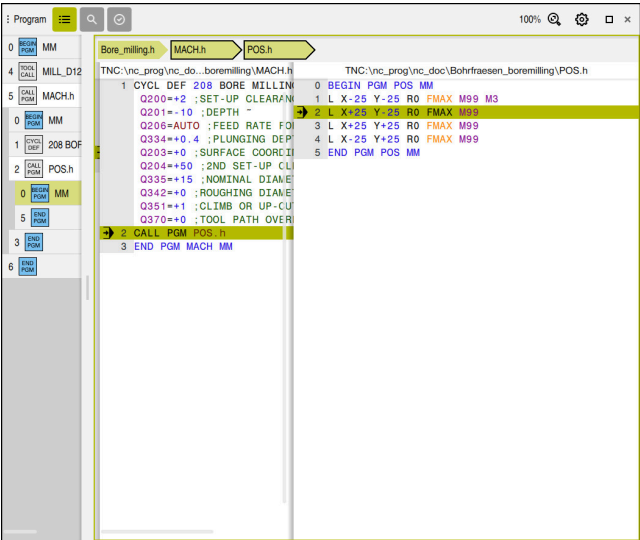 Program
100%
0 BEGIN PGM MM
4 TOOL CALL MILL_D12
5 CALL PGM MACH.h
0 BEGIN PGM MM
1 CYCL DEF 208 BOR
2 CALL PGM POS.h
0 BEGIN PGM MM
5 END PGM
3 END PGM
6 END PGM
Bore_milling.h MACH.h POS.h
TNC:\nc_prog\nc_do...boremilling\MACH.h
1 CYCL DEF 208 BORE MILLING
Q200=+2 ;SET-UP CLEARANC
Q201=-10 ;DEPTH ~
Q206=AUTO ;FEED RATE FO
Q334=+0.4 ;PLUNGING DEP
Q203=+0 ;SURFACE COORDI
Q204=+50 ;2ND SET-UP CL
Q335=+15 ;NOMINAL DIAME
Q342=+0 ;ROUGHING DIAME
Q351=+1 ;CLIMB OR UP-CU
Q370=+0 ;TOOL PATH OVER
2 CALL PGM POS.h
3 END PGM MACH MM
TNC:\nc_prog\nc_doc\Bohrfraesen_boremilling\POS.h
0 BEGIN PGM POS MM
1 L X-25 Y-25 R0 FMAX M99 M3
2 L X-25 Y+25 R0 FMAX M99
3 L X+25 Y+25 R0 FMAX M99
4 L X+25 Y-25 R0 FMAX M99
5 END PGM POS MM